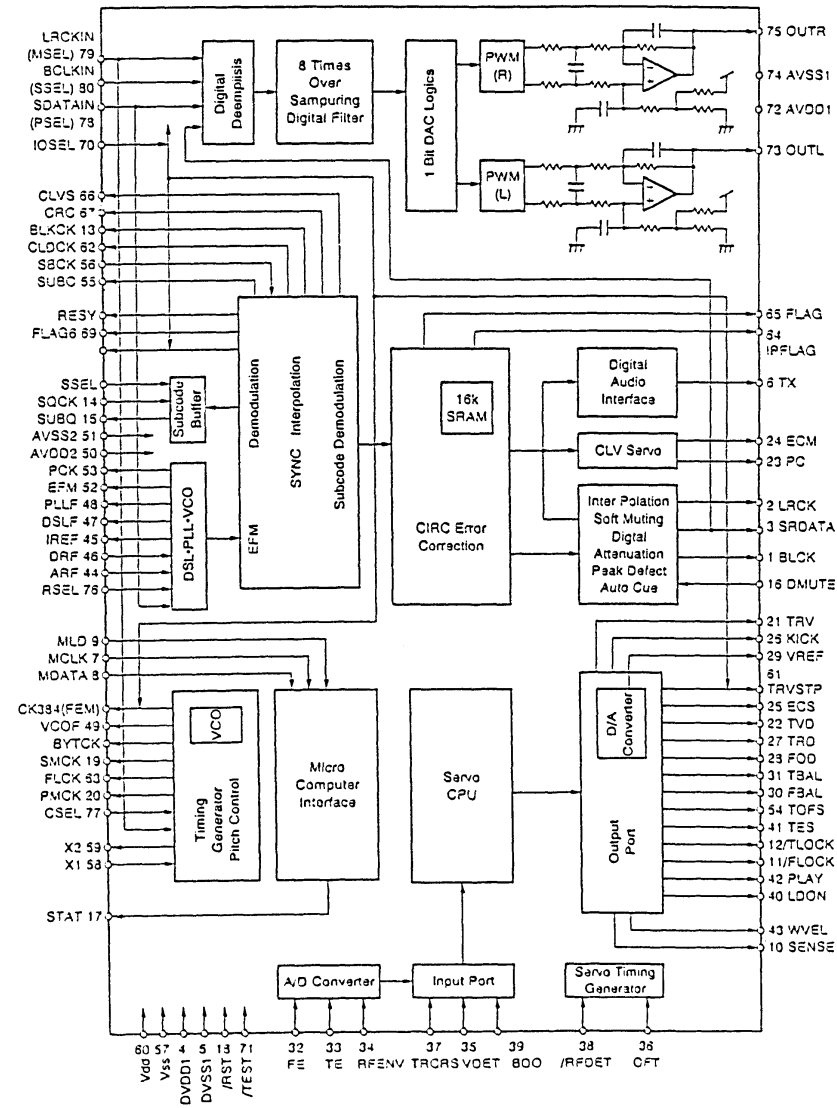 LRCKIN
(MSEL) 79
BCLKIN
(SSEL) 80
SDATAIN
(PSEL) 73
IOSEL 70
CLVS 66
CRC 67
BLKCK 13
CLDCK 62
SBCK 56
SUBC 55
RESY
FLAG6 69
SSEL
SQCK 14
SUBQ 15
AVSS2 51
AVDD2 50
PCK 53
EFM 52
PLLF 48
DSLF 47
IREF 45
DRF 46
ARF 44
RSEL 76
MLD 9
MCLK 7
MDATA 8
CK384(FEM)
VCOF 49
BYTCK
SMCK 19
FLCK 63
PMCK 20
CSEL 77
X2 59
X1 58
STAT 17
Digital
Deempiisis
8 Times
Over
Sampuring
Digital Filter
1 Bit DAC Logics
PWM
(R)
PWM
(L)
Subcodu
Buffer
DSL•PLL•VCO
EFM Demodulation
SYNC Interpolation
Subcode Demodulation
16k
SRAM
CIRC Error
Correction
Digital
Audio
Interface
CLV Servo
Inter Polation
Soft Muting
Digtal
Attenuation
Peak Defect
Auto Cue
VCO
Timing
Generator
Pitch Control
Micro
Computer
Interface
Servo
CPU
D/A
Converter
Output
Port
A/D Converter
Input Port
Servo Timing
Generator
75 OUTR
74 AVSS1
72 AVDD1
73 OUTL
65 FLAG
64
IPFLAG
6 TX
24 ECM
23 PC
2 LRCK
3 SRDATA
1 BLCK
16 DMUTE
21 TRV
26 KICK
29 VREF
61
TRVSTP
25 ECS
22 TVD
27 TRD
23 FOD
31 TBAL
30 FBAL
54 TOFS
41 TES
12/TLOCK
11/FLOCK
42 PLAY
40 LDON
43 WVEL
10 SENSE
60 Vdd
57 Vss
4 DVDD1
5 DVSS1
18 /RST
71 /TEST
32 FE
33 TE
34 RFENV
37 TRCRS
35 VDET
39 BDO
38 /RFDET
36 OFT